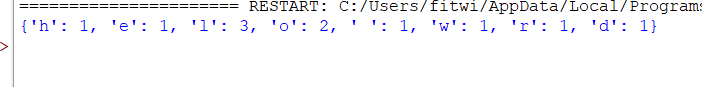 ====================== RESTART: C:/Users/fitwi/AppData/Local/Programs
{'h': 1, 'e': 1, 'l': 3, 'o': 2, ' ': 1, 'w': 1, 'r': 1, 'd': 1}
>